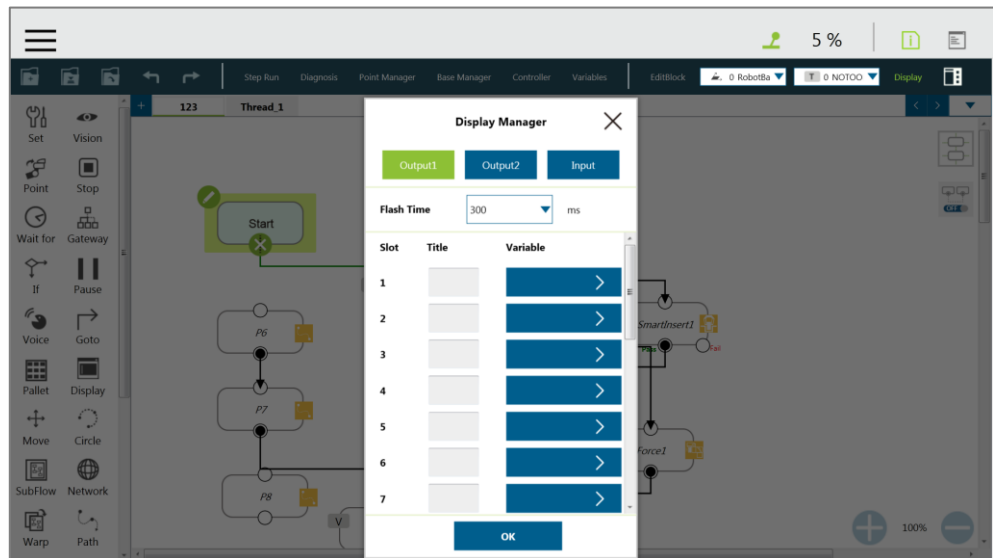 5 %
Step Run Diagnosis Point Manager Base Manager Controller Variables EditBlock 0 RobotBa T 0 NOTOO Display
123 Thread_1
Set Vision
Point Stop
Wait for Gateway
If Pause
Voice Goto
Pallet Display
Move Circle
SubFlow Network
Warp Path
Start
P6
P7
P8
V
Display Manager
Output1 Output2 Input
Flash Time 300 ms
Slot Title Variable
1
2
3
4
5
6
7
OK
OFF
SmartInsert1
Pass Fail
Force1
100%